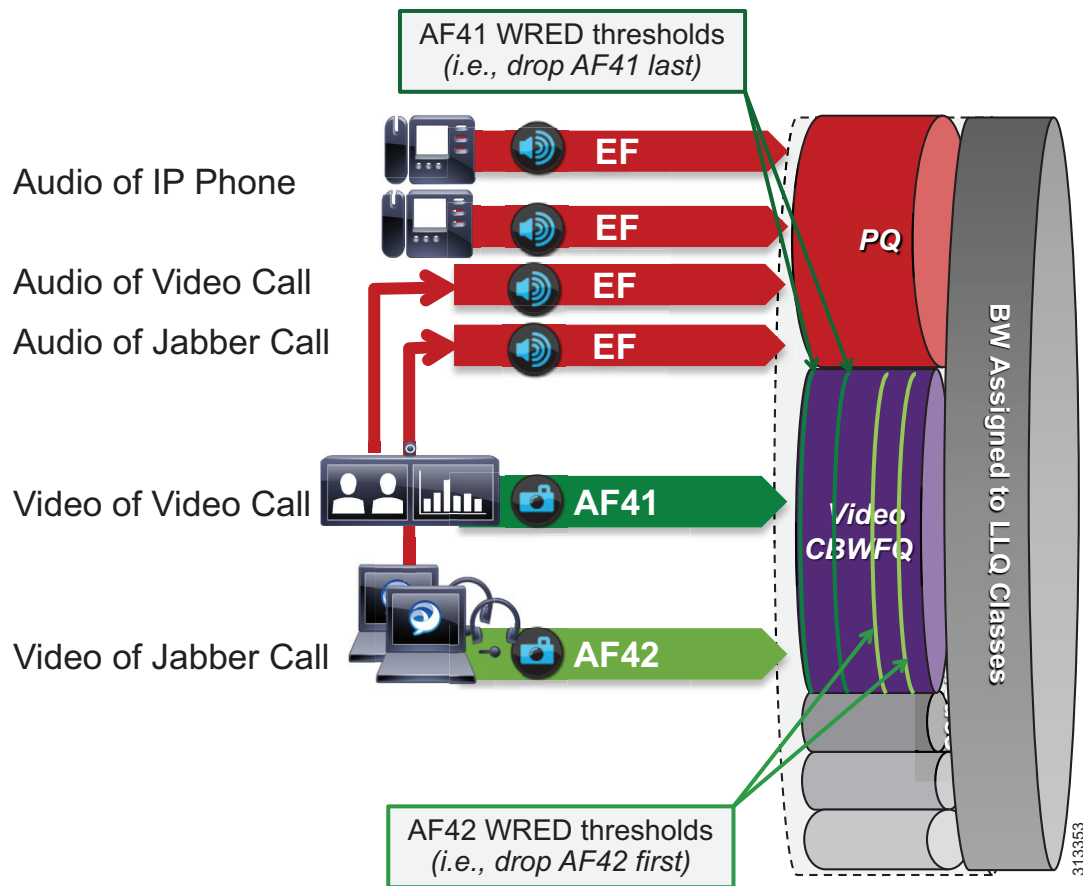 AF41 WRED thresholds
(i.e., drop AF41 last)
Audio of IP Phone
EF
EF
Audio of Video Call
EF
Audio of Jabber Call
EF
PQ
Video of Video Call
AF41
Video
CBWFQ
Video of Jabber Call
AF42
BW Assigned to LLQ Classes
AF42 WRED thresholds
(i.e., drop AF42 first)
313353